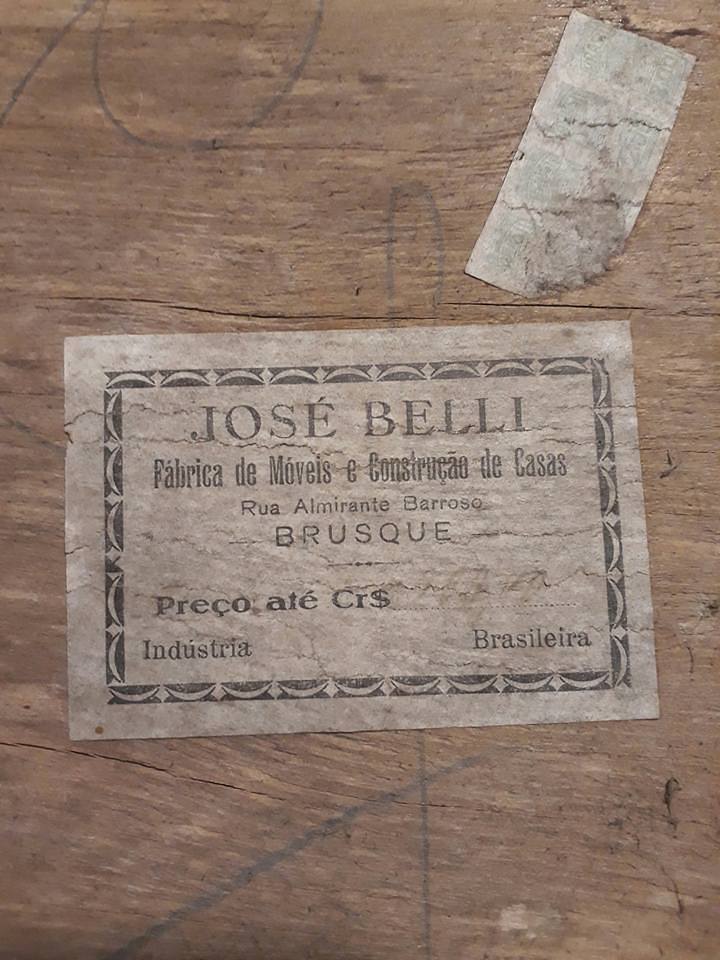 JOSÉ BELLI
Fábrica de Móveis e Construção de Casas
Rua Almirante Barroso
— BRUSQUE —
Preço até Cr$
Indústria Brasileira